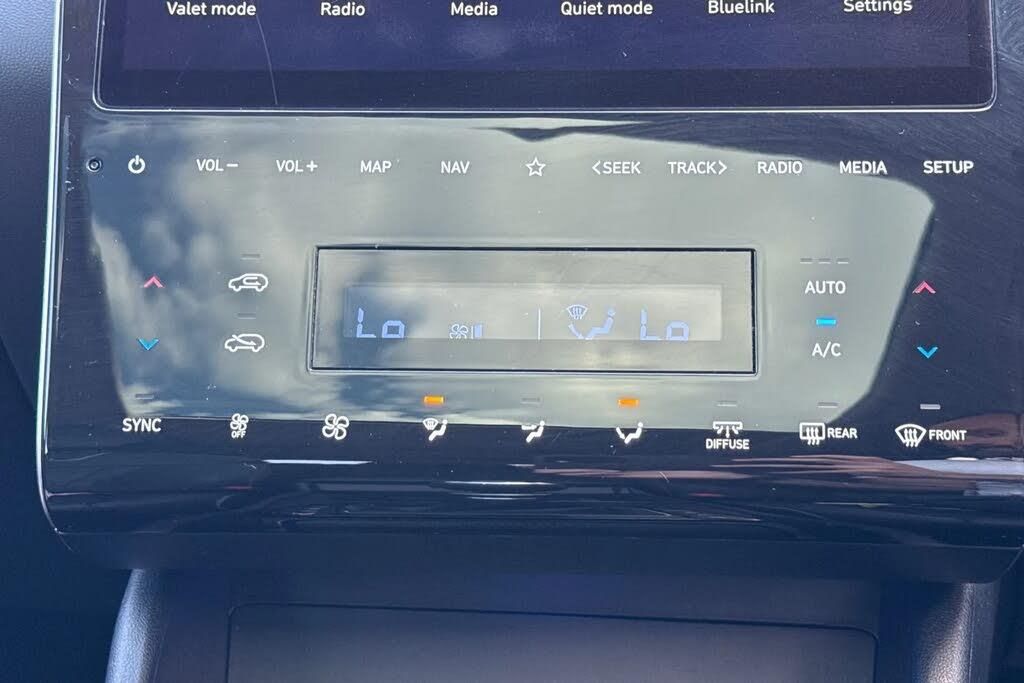 Valet mode Radio Media Quiet mode Bluelink Settings
VOL− VOL+ MAP NAV <SEEK TRACK> RADIO MEDIA SETUP
AUTO
Lo Lo
A/C
SYNC OFF DIFFUSE REAR FRONT